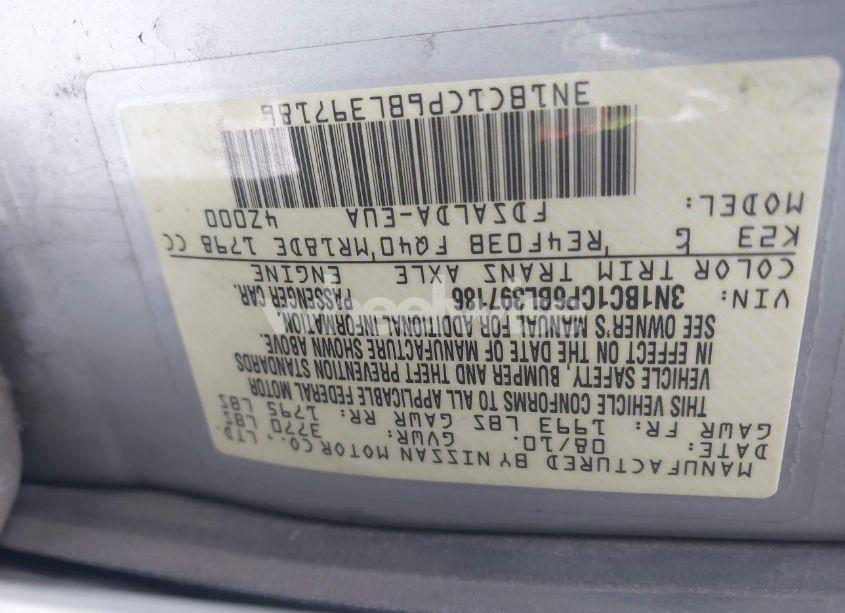 MANUFACTURED BY NISSAN MOTOR CO., LTD.
DATE: 08/10. GVWR: 3770 LBS
GAWR FR: 1993 LBS GAWR RR: 1795 LBS
THIS VEHICLE CONFORMS TO ALL APPLICABLE FEDERAL MOTOR
VEHICLE SAFETY, BUMPER AND THEFT PREVENTION STANDARDS
IN EFFECT ON THE DATE OF MANUFACTURE SHOWN ABOVE.
SEE OWNER'S MANUAL FOR ADDITIONAL INFORMATION.
VIN: 3N1BC1CP6BL397186 PASSENGER CAR.
COLOR TRIM TRANS AXLE ENGINE
K23 G RE4F03B FQ40 MR18DE 1798 CC
MODEL: FDSALDA-EUA 4Z000
3N1BC1CP6BL397186